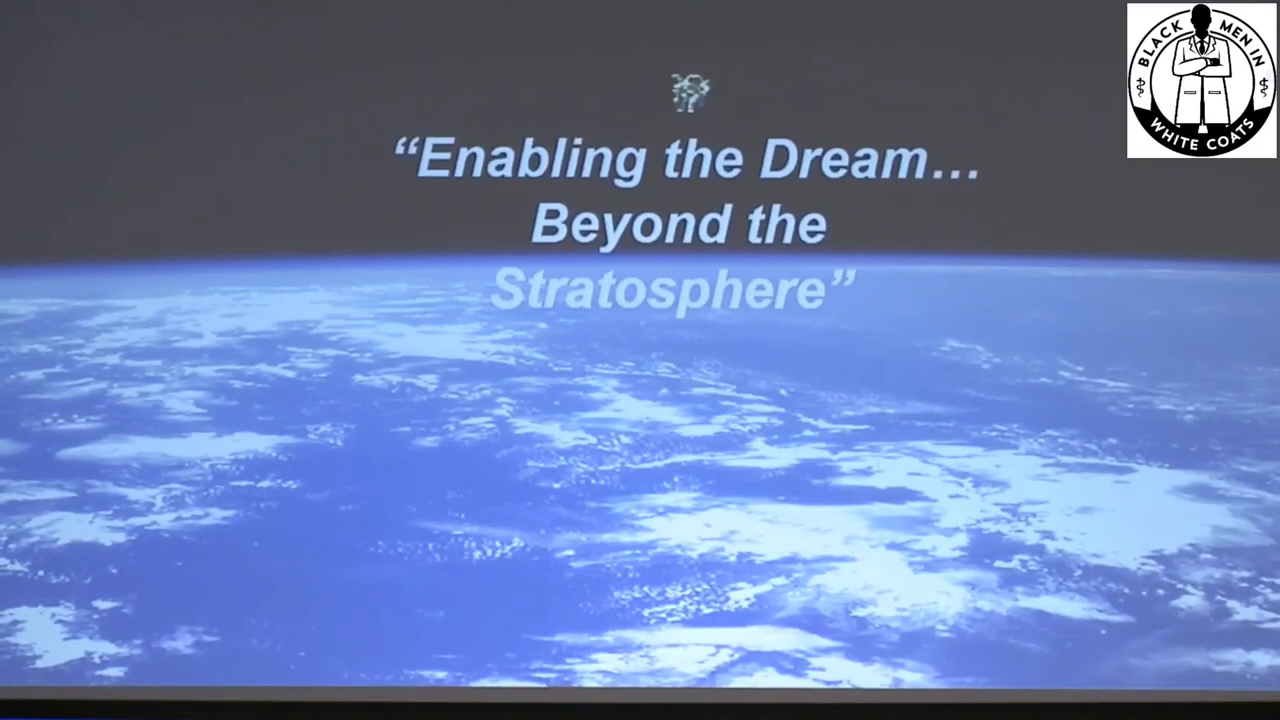 “Enabling the Dream…
Beyond the
Stratosphere”
BLACK MEN IN
WHITE COATS